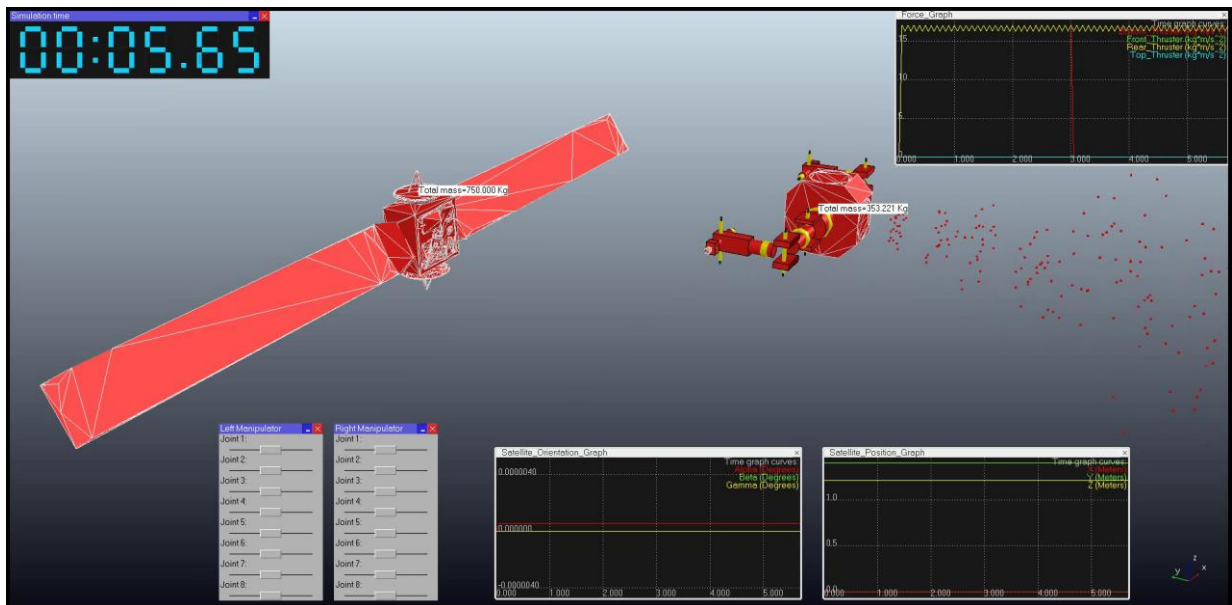 Simulation time
00:05.65
Total mass=750.000 Kg
Total mass=353.221 Kg
Force_Graph
Time graph curves:
Front_Thruster (kg*m/s^2)
Rear_Thruster (kg*m/s^2)
Top_Thruster (kg*m/s^2)
15
10
5
0
0.000 1.000 2.000 3.000 4.000 5.000
Left Manipulator
Joint 1:
Joint 2:
Joint 3:
Joint 4:
Joint 5:
Joint 6:
Joint 7:
Joint 8:
Right Manipulator
Joint 1:
Joint 2:
Joint 3:
Joint 4:
Joint 5:
Joint 6:
Joint 7:
Joint 8:
Satellite_Orientation_Graph
Time graph curves:
Alpha (Degrees)
Beta (Degrees)
Gamma (Degrees)
0.0000040
0.000000
-0.0000040
0.000 1.000 2.000 3.000 4.000 5.000
Satellite_Position_Graph
Time graph curves:
X (Meters)
Y (Meters)
Z (Meters)
1.0
0.5
0.000 1.000 2.000 3.000 4.000 5.000
z
y x